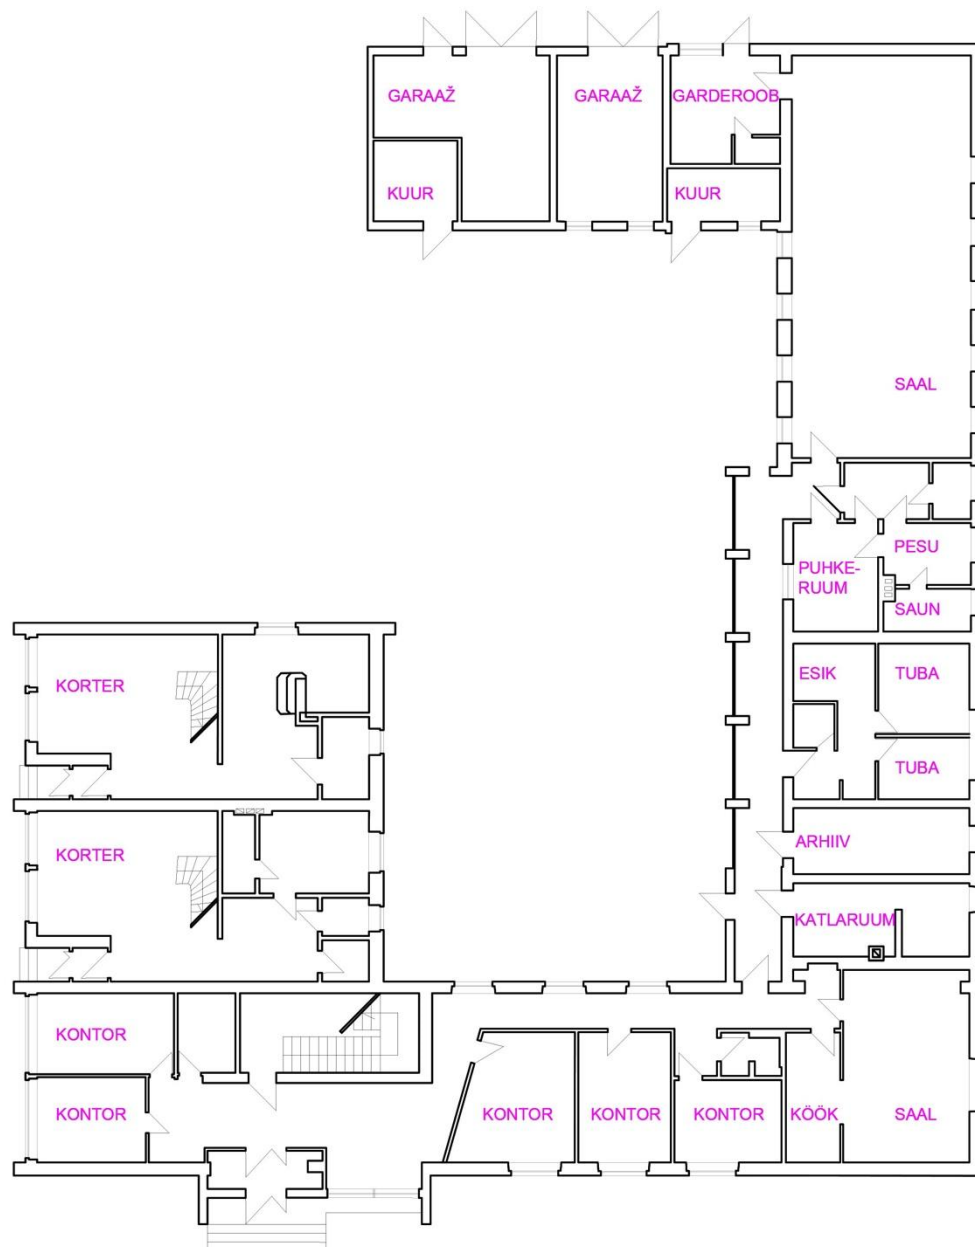 GARAAŽ
GARAAŽ
GARDEROOB
KUUR
KUUR
SAAL
PESU
PUHKE-
RUUM
SAUN
KORTER
ESIK
TUBA
TUBA
ARHIIV
KORTER
KATLARUUM
KONTOR
KONTOR
KONTOR
KONTOR
KONTOR
KÖÖK
SAAL